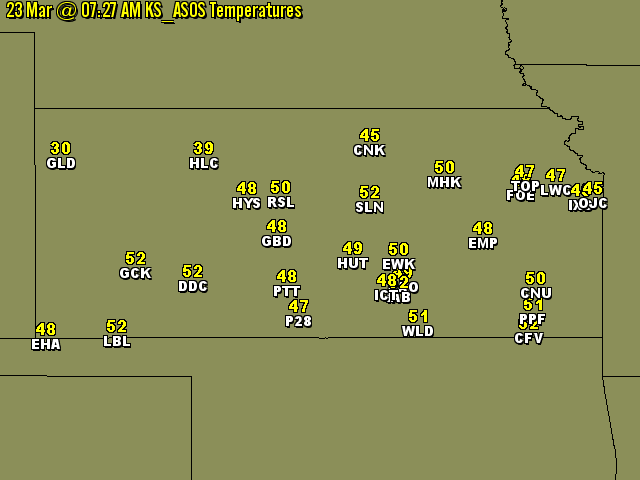 23 Mar @ 07:27 AM KS_ASOS Temperatures
45
CNK
30
GLD
39
HLC
50
MHK
47
TOP
FOE
47
LWC
45
OJC
48
HYS
50
RSL
52
SLN
48
GBD
48
EMP
49
HUT
50
EWK
52
GCK
52
DDC
48
PTT
48
ICT
50
CNU
47
P28
51
PPF
51
WLD
48
EHA
52
LBL
52
CFV